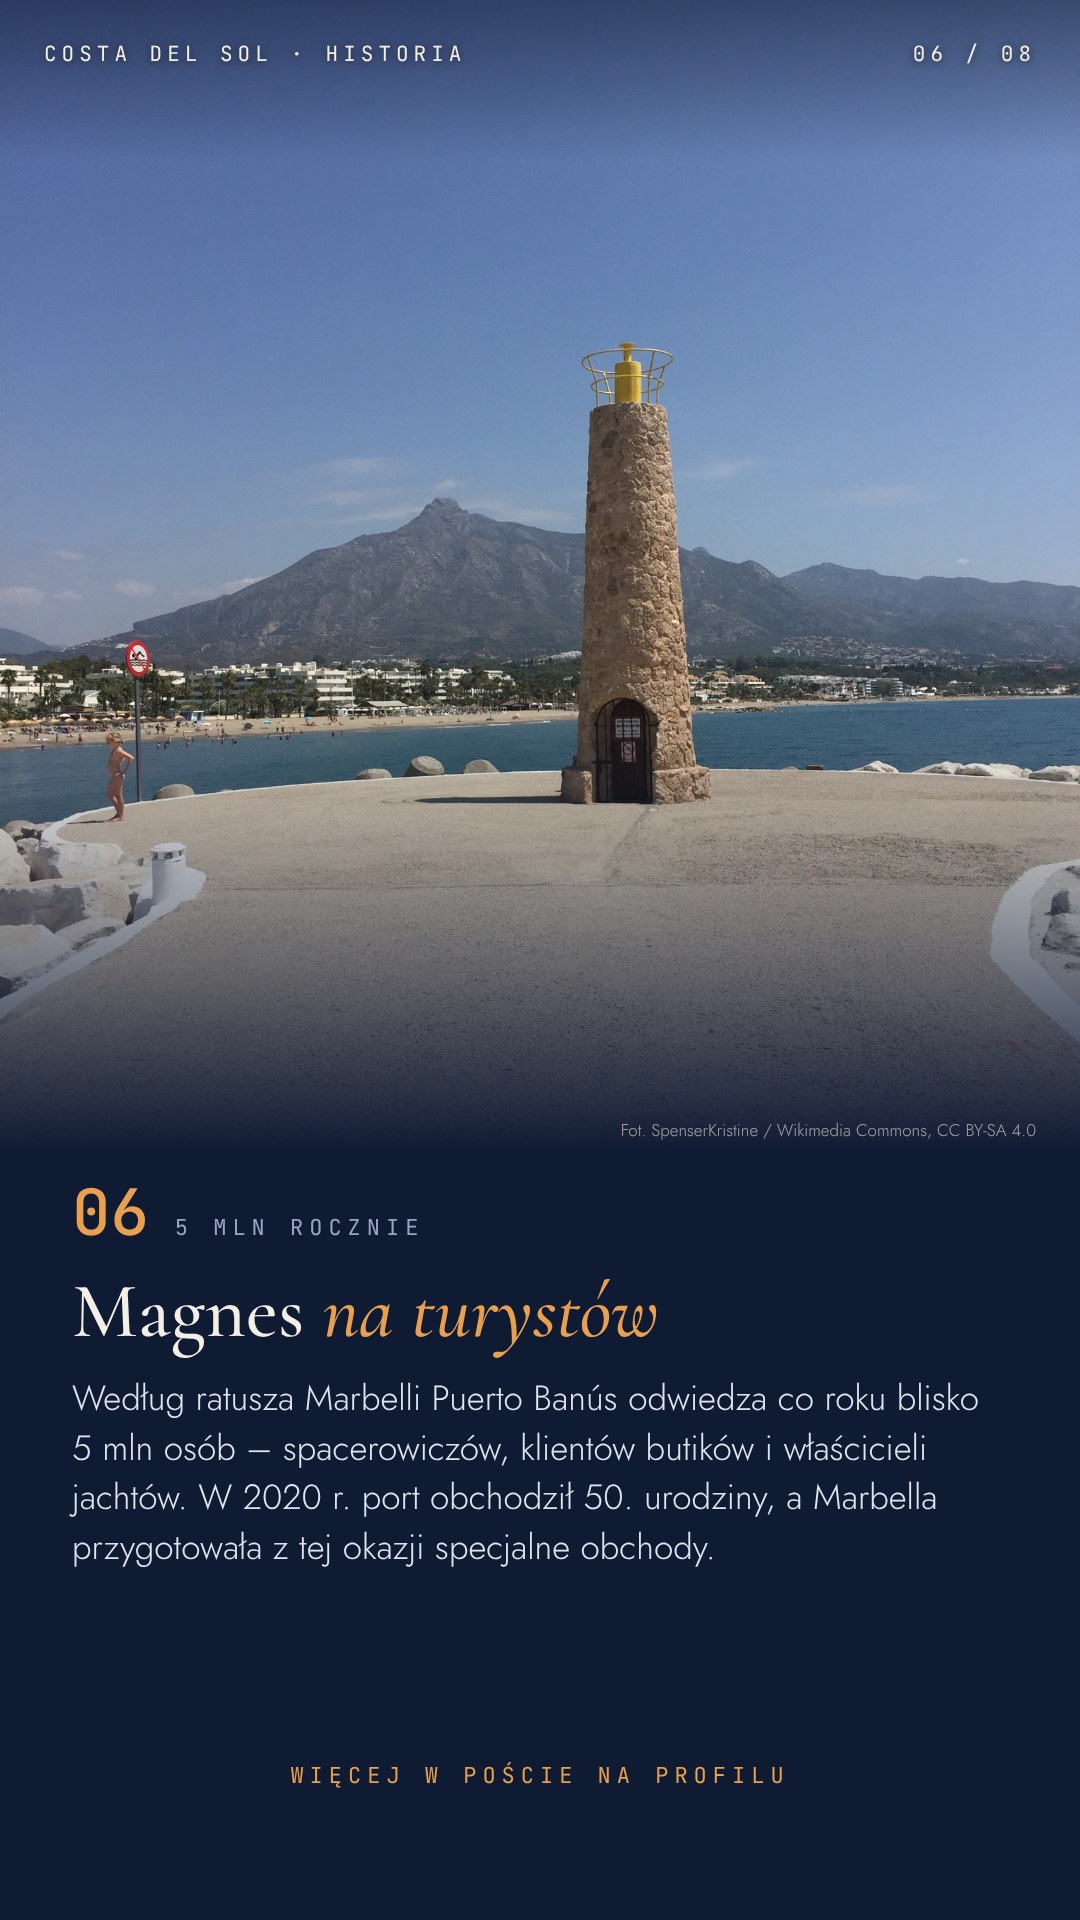 COSTA DEL SOL · HISTORIA
06 / 08
Fot. SpenserKristine / Wikimedia Commons, CC BY-SA 4.0
06 5 MLN ROCZNIE
Magnes na turystów
Według ratusza Marbelli Puerto Banús odwiedza co roku blisko
5 mln osób – spacerowiczów, klientów butików i właścicieli
jachtów. W 2020 r. port obchodził 50. urodziny, a Marbella
przygotowała z tej okazji specjalne obchody.
WIĘCEJ W POŚCIE NA PROFILU